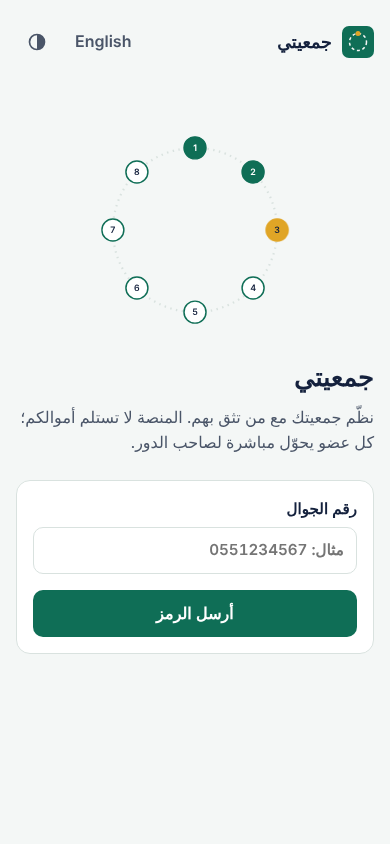 جمعيتي
English
1
2
3
4
5
6
7
8
جمعيتي
نظّم جمعيتك مع من تثق بهم. المنصة لا تستلم أموالكم؛
كل عضو يحوّل مباشرة لصاحب الدور.
رقم الجوال
مثال: 0551234567
أرسل الرمز